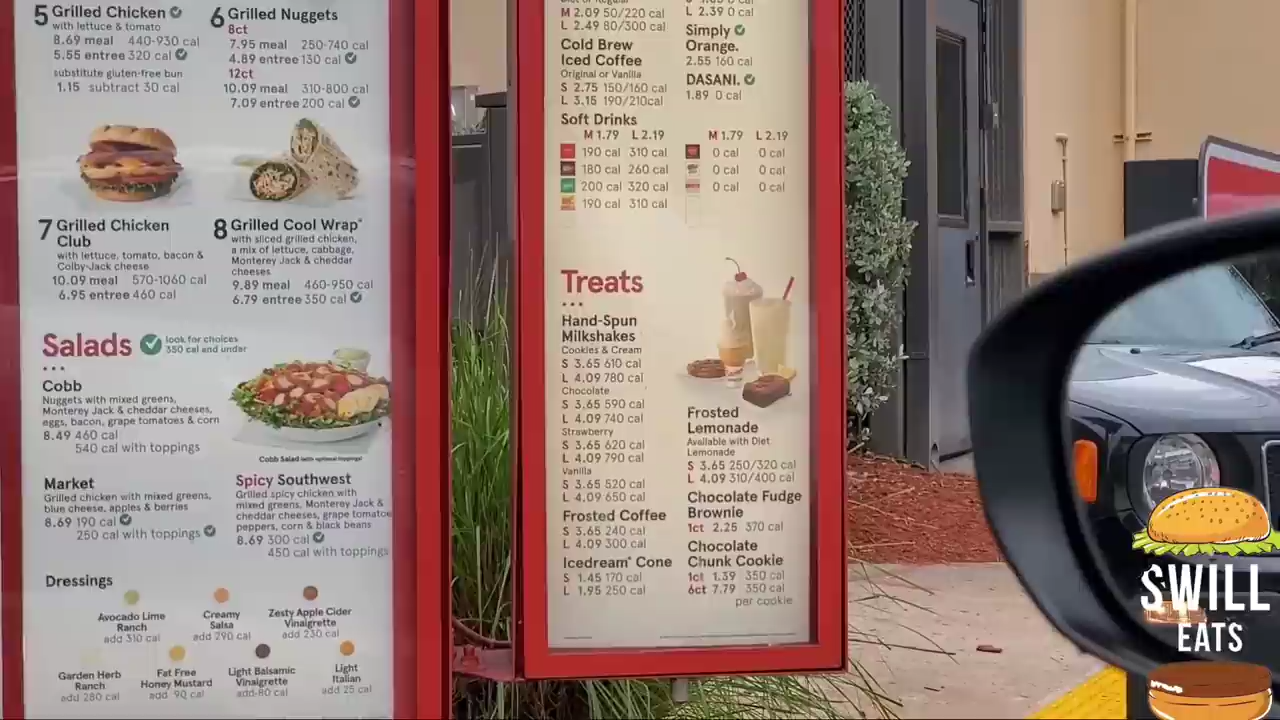 5 Grilled Chicken
with lettuce & tomato
8.69 meal 440-930 cal
5.55 entree 320 cal
substitute gluten-free bun
1.15 subtract 30 cal
6 Grilled Nuggets
8ct
7.95 meal 250-740 cal
4.89 entree 130 cal
12ct
10.09 meal 310-800 cal
7.09 entree 200 cal
7 Grilled Chicken
Club
with lettuce, tomato, bacon &
Colby-Jack cheese
10.09 meal 570-1060 cal
6.95 entree 460 cal
8 Grilled Cool Wrap®
with sliced grilled chicken,
a mix of lettuce, cabbage,
Monterey Jack & cheddar
cheeses
9.89 meal 460-950 cal
6.79 entree 350 cal
Salads
look for choices
350 cal and under
Cobb
Nuggets with mixed greens,
Monterey Jack & cheddar cheeses,
eggs, bacon, grape tomatoes & corn
8.49 460 cal
540 cal with toppings
Cobb Salad (with optional toppings)
Market
Grilled chicken with mixed greens,
blue cheese, apples & berries
8.69 190 cal
250 cal with toppings
Spicy Southwest
Grilled spicy chicken with
mixed greens, Monterey Jack &
cheddar cheeses, grape tomatoe
peppers, corn & black beans
8.69 300 cal
450 cal with toppings
Dressings
Avocado Lime
Ranch
add 310 cal
Creamy
Salsa
add 290 cal
Zesty Apple Cider
Vinaigrette
add 230 cal
Garden Herb
Ranch
add 280 cal
Fat Free
Honey Mustard
add 90 cal
Light Balsamic
Vinaigrette
add 80 cal
Light
Italian
add 25 cal
M 2.09 50/220 cal
L 2.49 80/300 cal
Cold Brew
Iced Coffee
Original or Vanilla
S 2.75 150/160 cal
L 3.15 190/210cal
L 2.39 0 cal
Simply
Orange.
2.55 160 cal
DASANI.
1.89 0 cal
Soft Drinks
M 1.79 L 2.19 M 1.79 L 2.19
190 cal 310 cal 0 cal 0 cal
180 cal 260 cal 0 cal 0 cal
200 cal 320 cal 0 cal 0 cal
190 cal 310 cal
Treats
Hand-Spun
Milkshakes
Cookies & Cream
S 3.65 610 cal
L 4.09 780 cal
Chocolate
S 3.65 590 cal
L 4.09 740 cal
Strawberry
S 3.65 620 cal
L 4.09 790 cal
Vanilla
S 3.65 520 cal
L 4.09 650 cal
Frosted Coffee
S 3.65 240 cal
L 4.09 300 cal
Icedream® Cone
S 1.45 170 cal
L 1.95 250 cal
Frosted
Lemonade
Available with Diet
Lemonade
S 3.65 250/320 cal
L 4.09 310/400 cal
Chocolate Fudge
Brownie
1ct 2.25 370 cal
Chocolate
Chunk Cookie
1ct 1.39 350 cal
6ct 7.79 350 cal
per cookie
SWILL
EATS